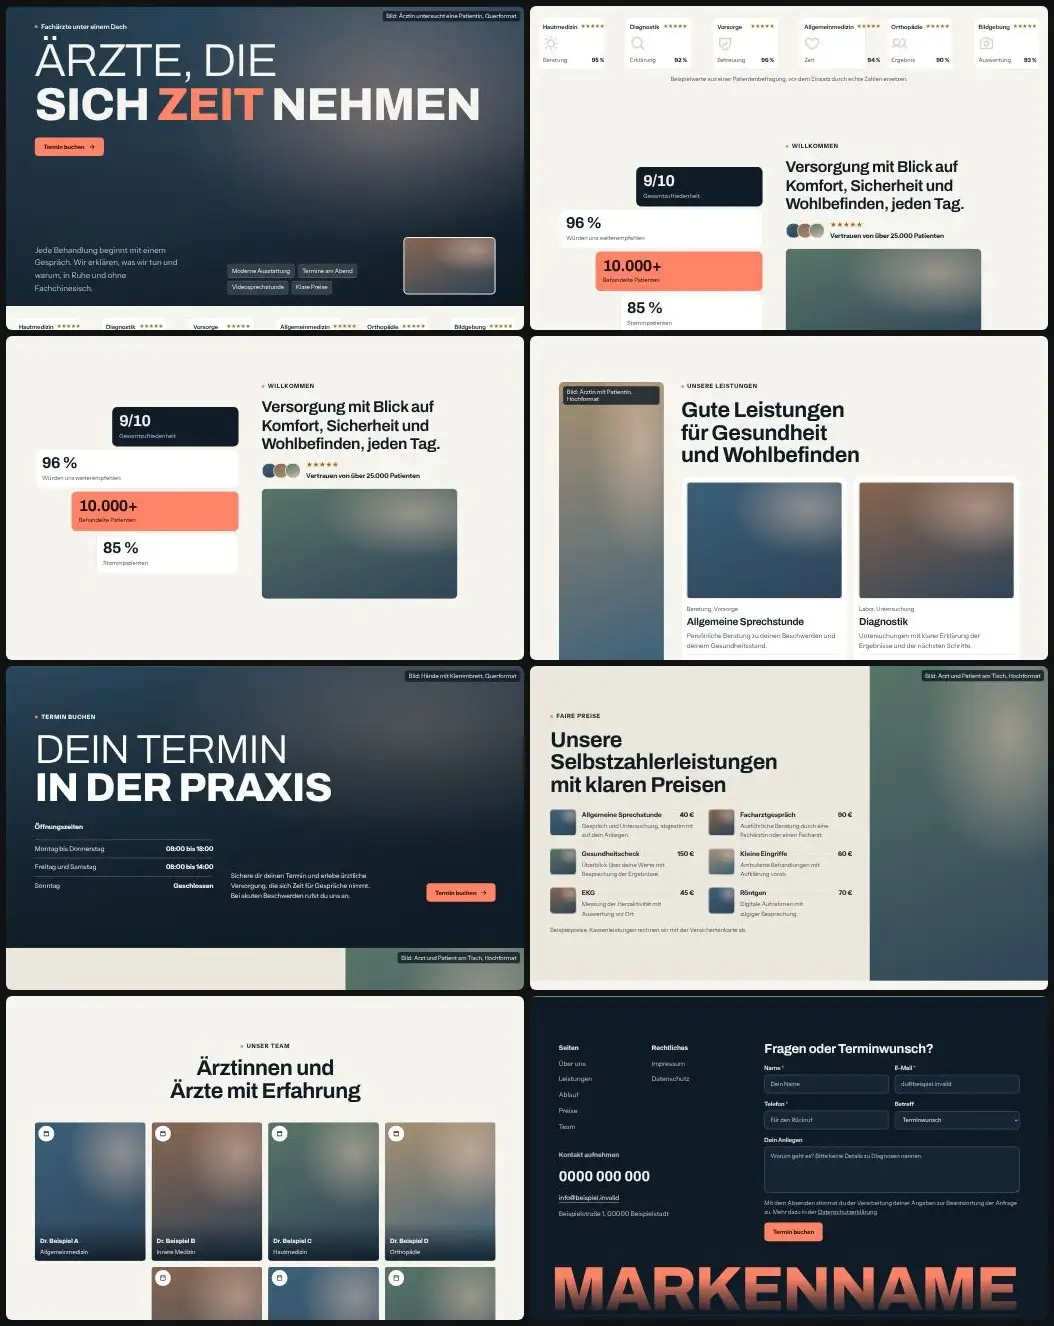 Bild: Ärztin untersucht eine Patientin, Querformat
Fachärzte unter einem Dach
ÄRZTE, DIE
SICH ZEIT NEHMEN
Termin buchen →
Jede Behandlung beginnt mit einem
Gespräch. Wir erklären, was wir tun und
warum, in Ruhe und ohne
Fachchinesisch.
Moderne Ausstattung
Termine am Abend
Videosprechstunde
Klare Preise
Hautmedizin ★★★★★
Diagnostik ★★★★★
Vorsorge ★★★★★
Allgemeinmedizin ★★★★★
Orthopädie ★★★★★
Bildgebung ★★★★★
Hautmedizin ★★★★★
Diagnostik ★★★★★
Vorsorge ★★★★★
Allgemeinmedizin ★★★★★
Orthopädie ★★★★★
Bildgebung ★★★★★
Beratung 95 %
Erklärung 92 %
Betreuung 96 %
Zeit 94 %
Ergebnis 90 %
Auswertung 93 %
Beispielwerte aus einer Patientenbefragung, vor dem Einsatz durch echte Zahlen ersetzen.
9/10
Gesamtzufriedenheit
96 %
Würden uns weiterempfehlen
10.000+
Behandelte Patienten
85 %
Stammpatienten
WILLKOMMEN
Versorgung mit Blick auf
Komfort, Sicherheit und
Wohlbefinden, jeden Tag.
★★★★★
Vertrauen von über 25.000 Patienten
9/10
Gesamtzufriedenheit
96 %
Würden uns weiterempfehlen
10.000+
Behandelte Patienten
85 %
Stammpatienten
WILLKOMMEN
Versorgung mit Blick auf
Komfort, Sicherheit und
Wohlbefinden, jeden Tag.
★★★★★
Vertrauen von über 25.000 Patienten
Bild: Ärztin mit Patientin,
Hochformat
UNSERE LEISTUNGEN
Gute Leistungen
für Gesundheit
und Wohlbefinden
Beratung, Vorsorge
Allgemeine Sprechstunde
Persönliche Beratung zu deinen Beschwerden und
deinem Gesundheitsstand.
Labor, Untersuchung
Diagnostik
Untersuchungen mit klarer Erklärung der
Ergebnisse und der nächsten Schritte.
Bild: Hände mit Klemmbrett, Querformat
TERMIN BUCHEN
DEIN TERMIN
IN DER PRAXIS
Öffnungszeiten
Montag bis Donnerstag 08:00 bis 18:00
Freitag und Samstag 08:00 bis 14:00
Sonntag Geschlossen
Sichere dir deinen Termin und erlebe ärztliche
Versorgung, die sich Zeit für Gespräche nimmt.
Bei akuten Beschwerden rufst du uns an.
Termin buchen →
Bild: Arzt und Patient am Tisch, Hochformat
Bild: Arzt und Patient am Tisch, Hochformat
FAIRE PREISE
Unsere
Selbstzahlerleistungen
mit klaren Preisen
Allgemeine Sprechstunde 40 €
Gespräch und Untersuchung, abgestimmt
auf dein Anliegen.
Facharztgespräch 90 €
Ausführliche Beratung durch eine
Fachärztin oder einen Facharzt.
Gesundheitscheck 150 €
Überblick über deine Werte mit
Besprechung der Ergebnisse.
Kleine Eingriffe 60 €
Ambulante Behandlungen mit
Aufklärung vorab.
EKG 45 €
Messung der Herzaktivität mit
Auswertung vor Ort.
Röntgen 70 €
Digitale Aufnahmen mit
zügiger Besprechung.
Beispielpreise. Kassenleistungen rechnen wir mit der Versichertenkarte ab.
UNSER TEAM
Ärztinnen und
Ärzte mit Erfahrung
Dr. Beispiel A
Allgemeinmedizin
Dr. Beispiel B
Innere Medizin
Dr. Beispiel C
Hautmedizin
Dr. Beispiel D
Orthopädie
Seiten
Über uns
Leistungen
Ablauf
Preise
Team
Rechtliches
Impressum
Datenschutz
Kontakt aufnehmen
0000 000 000
info@beispiel.invalid
Beispielstraße 1, 00000 Beispielstadt
Fragen oder Terminwunsch?
Name *
Dein Name
E-Mail *
du@beispiel.invalid
Telefon *
Für den Rückruf
Betreff
Terminwunsch
Dein Anliegen
Worum geht es? Bitte keine Details zu Diagnosen nennen.
Mit dem Absenden stimmst du der Verarbeitung deiner Angaben zur Beantwortung der Anfrage
zu. Mehr dazu in der Datenschutzerklärung.
Termin buchen
MARKENNAME